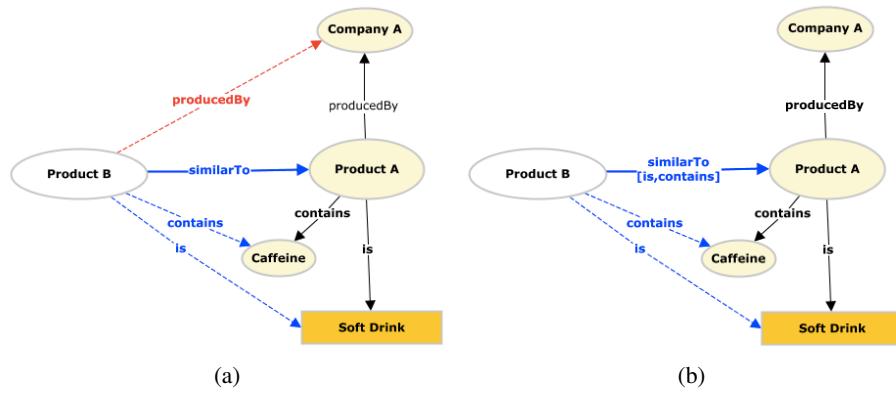 Company A
producedBy
producedBy
Product B
similarTo
Product A
contains
contains
is
is
Caffeine
Soft Drink
(a)
Company A
producedBy
Product B
similarTo
[is,contains]
Product A
contains
contains
is
is
Caffeine
Soft Drink
(b)